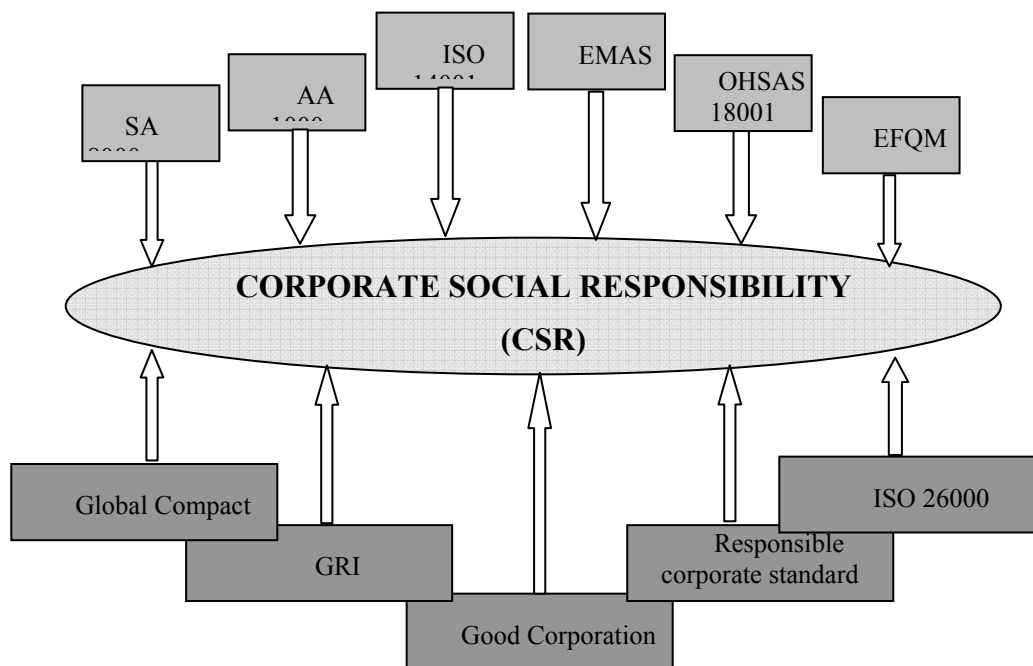 ISO
EMAS
AA
OHSAS
18001
SA
EFQM
CORPORATE SOCIAL RESPONSIBILITY
(CSR)
Global Compact
ISO 26000
GRI
Responsible
corporate standard
Good Corporation